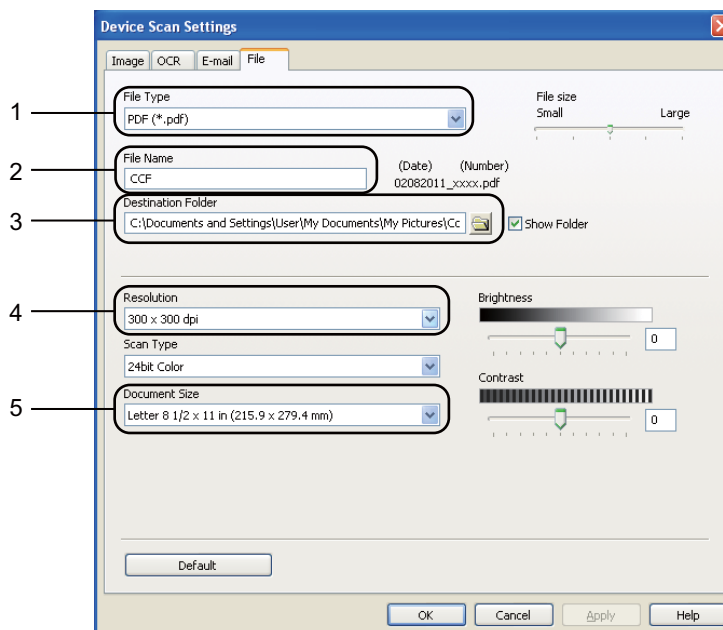 Device Scan Settings
Image OCR E-mail File
1
File Type
PDF (*.pdf)
File size
Small Large
2
File Name
CCF
(Date) (Number)
02082011_xxxx.pdf
3
Destination Folder
C:\Documents and Settings\User\My Documents\My Pictures\Cc
Show Folder
4
Resolution
300 x 300 dpi
Brightness
0
Scan Type
24bit Color
Contrast
0
5
Document Size
Letter 8 1/2 x 11 in (215.9 x 279.4 mm)
Default
OK Cancel Apply Help